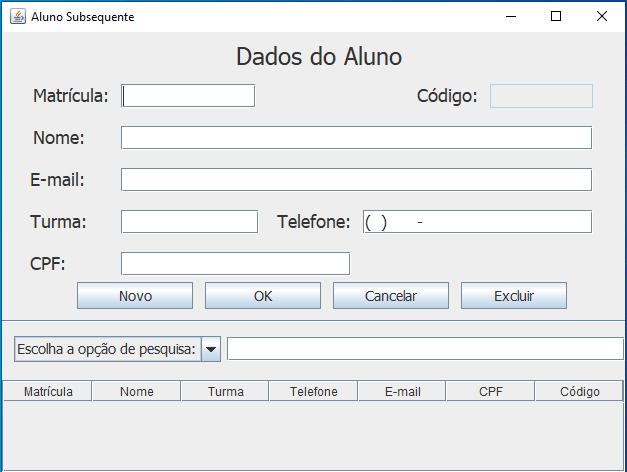 Aluno Subsequente
Dados do Aluno
Matrícula: Código:
Nome:
E-mail:
Turma: Telefone: ( ) -
CPF:
Novo OK Cancelar Excluir
Escolha a opção de pesquisa:
Matrícula Nome Turma Telefone E-mail CPF Código